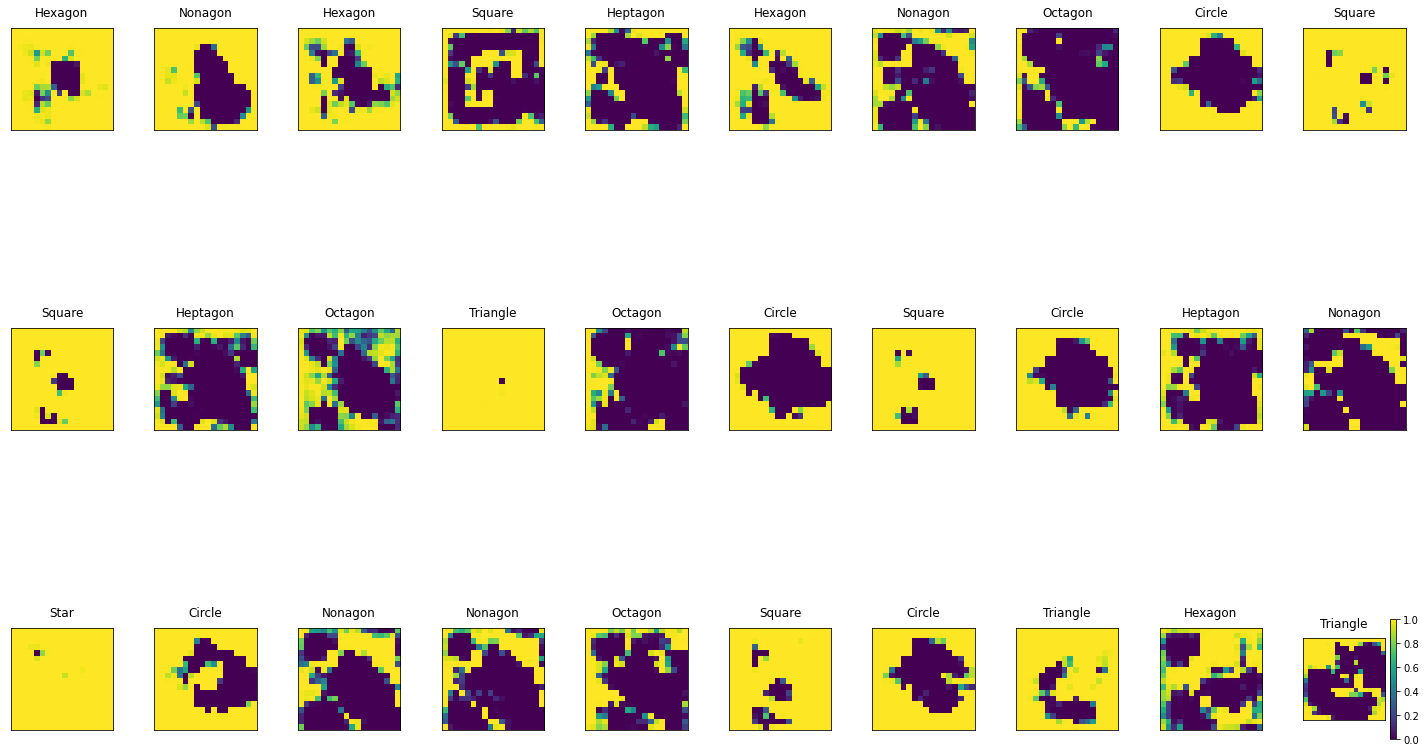 Hexagon Nonagon Hexagon Square Heptagon Hexagon Nonagon Octagon Circle Square
Square Heptagon Octagon Triangle Octagon Circle Square Circle Heptagon Nonagon
Star Circle Nonagon Nonagon Octagon Square Circle Triangle Hexagon Triangle
1.0
0.8
0.6
0.4
0.2
0.0